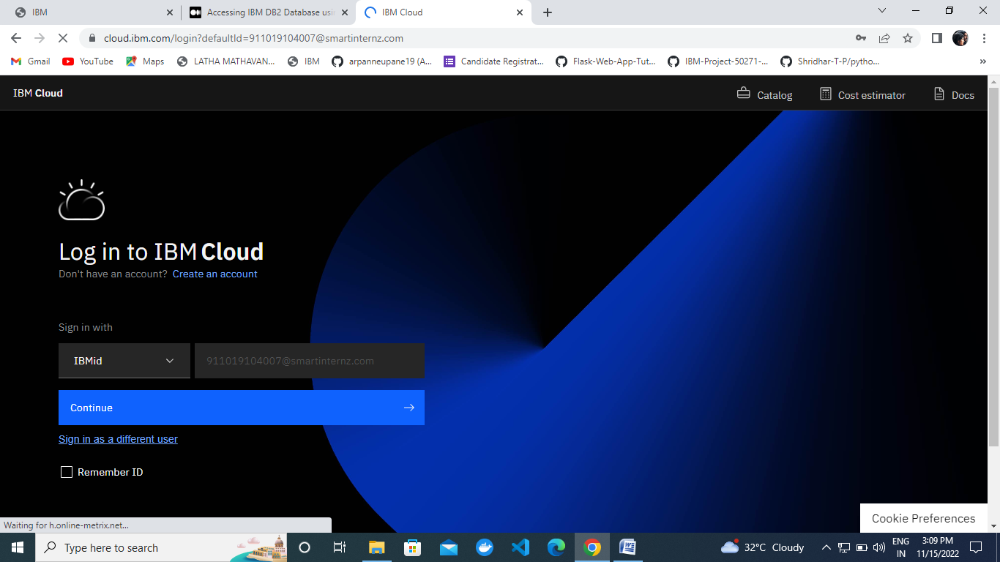 IBM
Accessing IBM DB2 Database usin
IBM Cloud
cloud.ibm.com/login?defaultId=911019104007@smartinternz.com
Gmail
YouTube
Maps
LATHA MATHAVAN...
IBM
arpanneupane19 (A...
Candidate Registrat...
Flask-Web-App-Tut...
IBM-Project-50271-...
Shridhar-T-P/pytho...
»
IBM Cloud
Catalog
Cost estimator
Docs
Log in to IBM Cloud
Don't have an account? Create an account
Sign in with
IBMid
911019104007@smartinternz.com
Continue
Sign in as a different user
Remember ID
Cookie Preferences
Waiting for h.online-metrix.net...
Type here to search
32°C Cloudy
ENG
IN
3:09 PM
11/15/2022